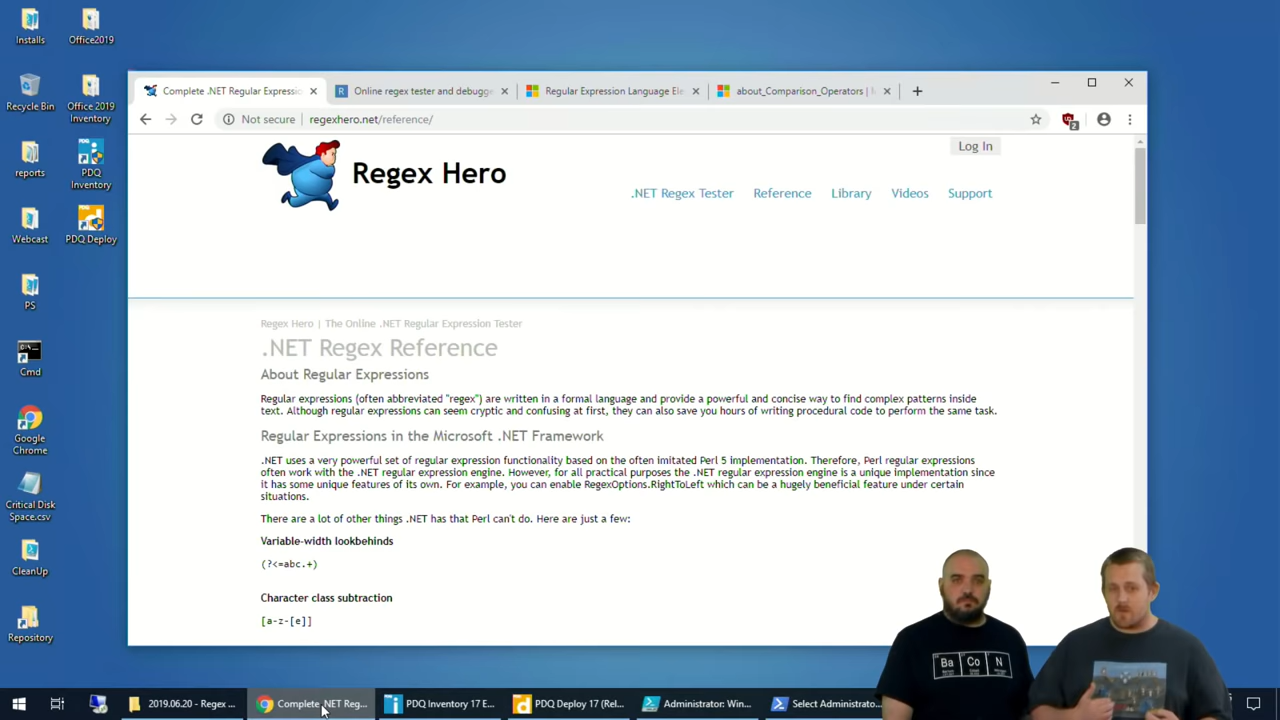 Installs
Office2019
Recycle Bin
Office 2019
Inventory
reports
PDQ
Inventory
Webcast
PDQ Deploy
PS
Cmd
Google
Chrome
Critical Disk
Space.csv
CleanUp
Repository
Complete .NET Regular Expressio
Online regex tester and debugge
Regular Expression Language Ele
about_Comparison_Operators | M
Not secure
regexhero.net/reference/
2
Log In
Regex Hero
.NET Regex Tester
Reference
Library
Videos
Support
Regex Hero | The Online .NET Regular Expression Tester
.NET Regex Reference
About Regular Expressions
Regular expressions (often abbreviated "regex") are written in a formal language and provide a powerful and concise way to find complex patterns inside
text. Although regular expressions can seem cryptic and confusing at first, they can also save you hours of writing procedural code to perform the same task.
Regular Expressions in the Microsoft .NET Framework
.NET uses a very powerful set of regular expression functionality based on the often imitated Perl 5 implementation. Therefore, Perl regular expressions
often work with the .NET regular expression engine. However, for all practical purposes the .NET regular expression engine is a unique implementation since
it has some unique features of its own. For example, you can enable RegexOptions.RightToLeft which can be a hugely beneficial feature under certain
situations.
There are a lot of other things .NET has that Perl can't do. Here are just a few:
Variable-width lookbehinds
(?<=abc.+)
Character class subtraction
[a-z-[e]]
Ba Co N
2019.06.20 - Regex ...
Complete .NET Reg...
PDQ Inventory 17 E...
PDQ Deploy 17 (Rel...
Administrator: Win...
Select Administrato...